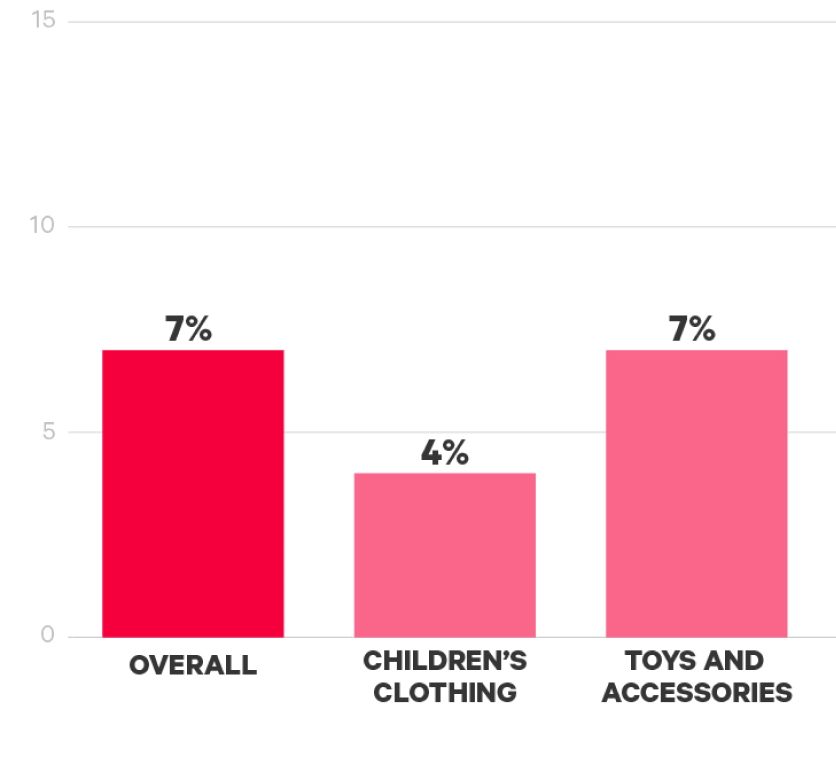 15
10
7%
7%
5
4%
0
OVERALL
CHILDREN’S
CLOTHING
TOYS AND
ACCESSORIES